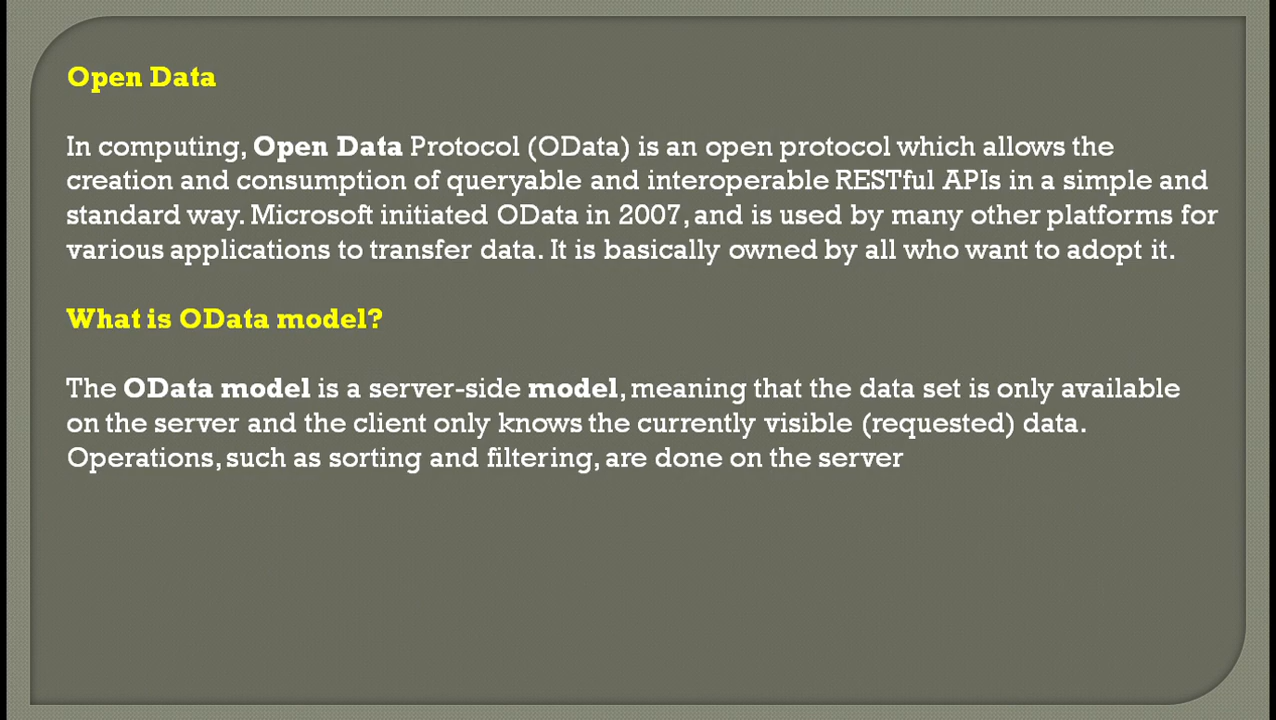 Open Data
In computing, Open Data Protocol (OData) is an open protocol which allows the
creation and consumption of queryable and interoperable RESTful APIs in a simple and
standard way. Microsoft initiated OData in 2007, and is used by many other platforms for
various applications to transfer data. It is basically owned by all who want to adopt it.
What is OData model?
The OData model is a server-side model, meaning that the data set is only available
on the server and the client only knows the currently visible (requested) data.
Operations, such as sorting and filtering, are done on the server